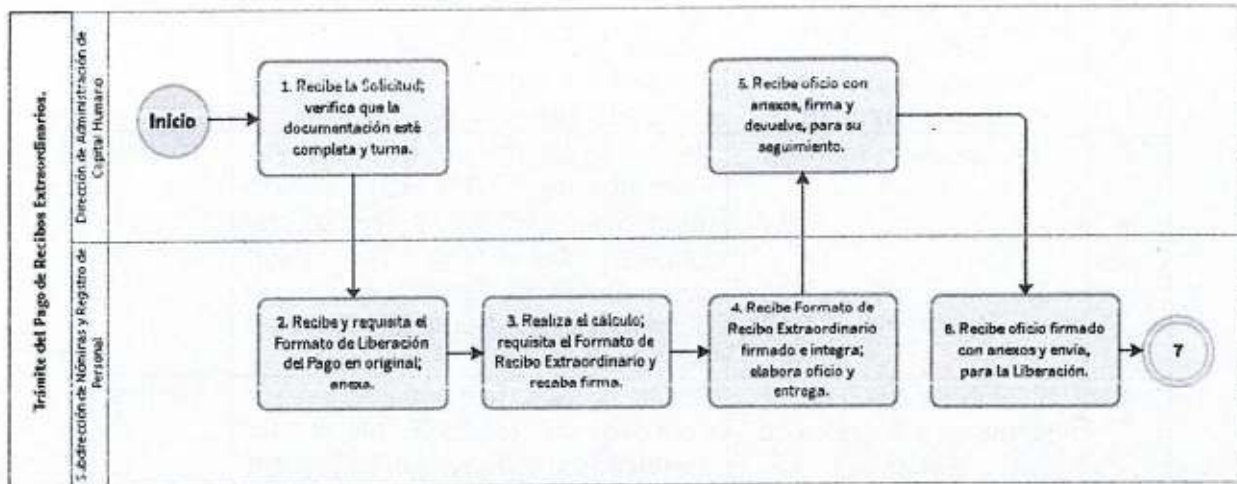 Trámite del Pago de Recibos Extraordinarios.
Dirección de Administración de
Capital Humano
Inicio
1. Recibe la Solicitud;
verifica que la
documentación esté
completa y turna.
5. Recibe oficio con
anexos, firma y
devuelve, para su
seguimiento.
Subdirección de Nóminas y Registro de
Personal
2. Recibe y requisita el
Formato de Liberación
del Pago en original;
anexa.
3. Realiza el cálculo;
requisita el Formato de
Recibo Extraordinario y
recaba firma.
4. Recibe Formato de
Recibo Extraordinario
firmado e integra;
elabora oficio y
entrega.
6. Recibe oficio firmado
con anexos y envía,
para la Liberación.
7